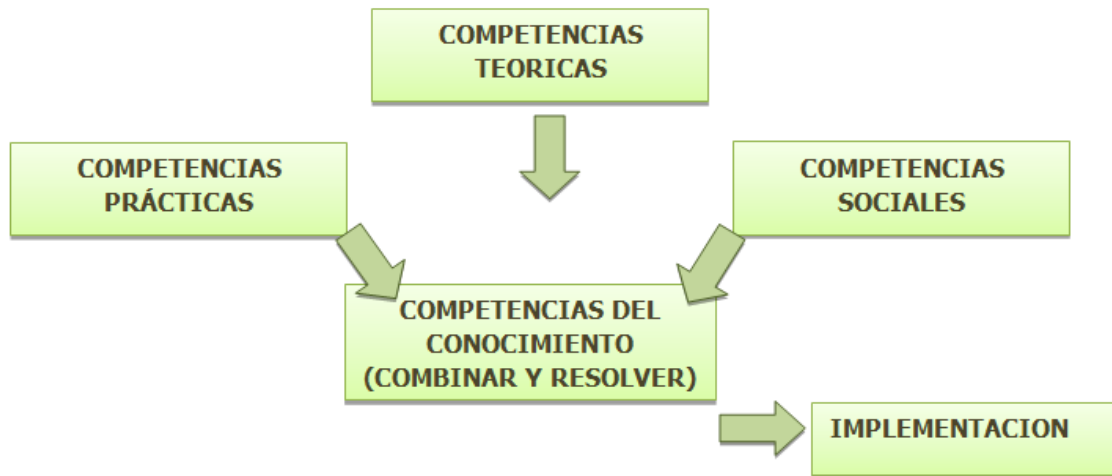 COMPETENCIAS
TEORICAS
COMPETENCIAS
PRÁCTICAS
COMPETENCIAS
SOCIALES
COMPETENCIAS DEL
CONOCIMIENTO
(COMBINAR Y RESOLVER)
IMPLEMENTACION